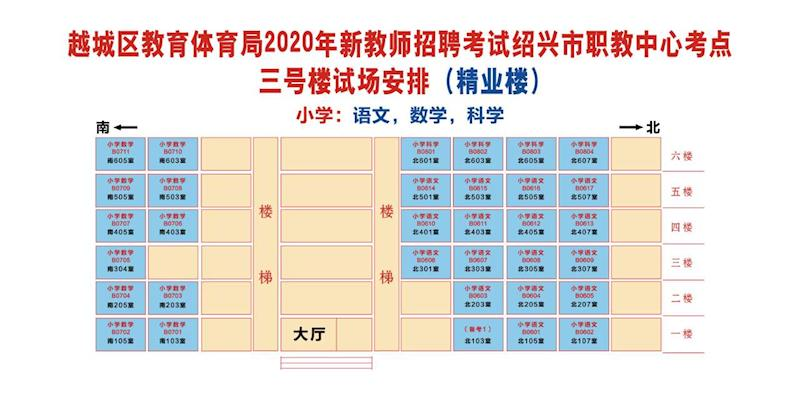 越城区教育体育局2020年新教师招聘考试绍兴市职教中心考点
三号楼试场安排（精业楼）
小学：语文，数学，科学
南
北
小学数学
B0711
南605室
小学数学
B0710
南603室
小学科学
B0801
北601室
小学科学
B0802
北603室
小学科学
B0803
北605室
小学科学
B0804
北607室
六楼
小学数学
B0709
南505室
小学数学
B0708
南503室
小学语文
B0614
北501室
小学语文
B0615
北503室
小学语文
B0616
北505室
小学语文
B0617
北507室
五楼
小学数学
B0707
南405室
小学数学
B0706
南403室
小学语文
B0610
北401室
小学语文
B0611
北403室
小学语文
B0612
北405室
小学语文
B0613
北407室
四楼
小学数学
B0705
南304室
小学语文
B0606
北301室
小学语文
B0607
北303室
小学语文
B0608
北305室
小学语文
B0609
北307室
三楼
小学数学
B0704
南205室
小学数学
B0703
南203室
小学语文
B0603
北203室
小学语文
B0604
北205室
小学语文
B0605
北207室
二楼
小学数学
B0702
南105室
小学数学
B0701
南103室
大厅
（备考1）
北103室
小学语文
B0601
北105室
小学语文
B0602
北107室
一楼
楼梯
楼梯